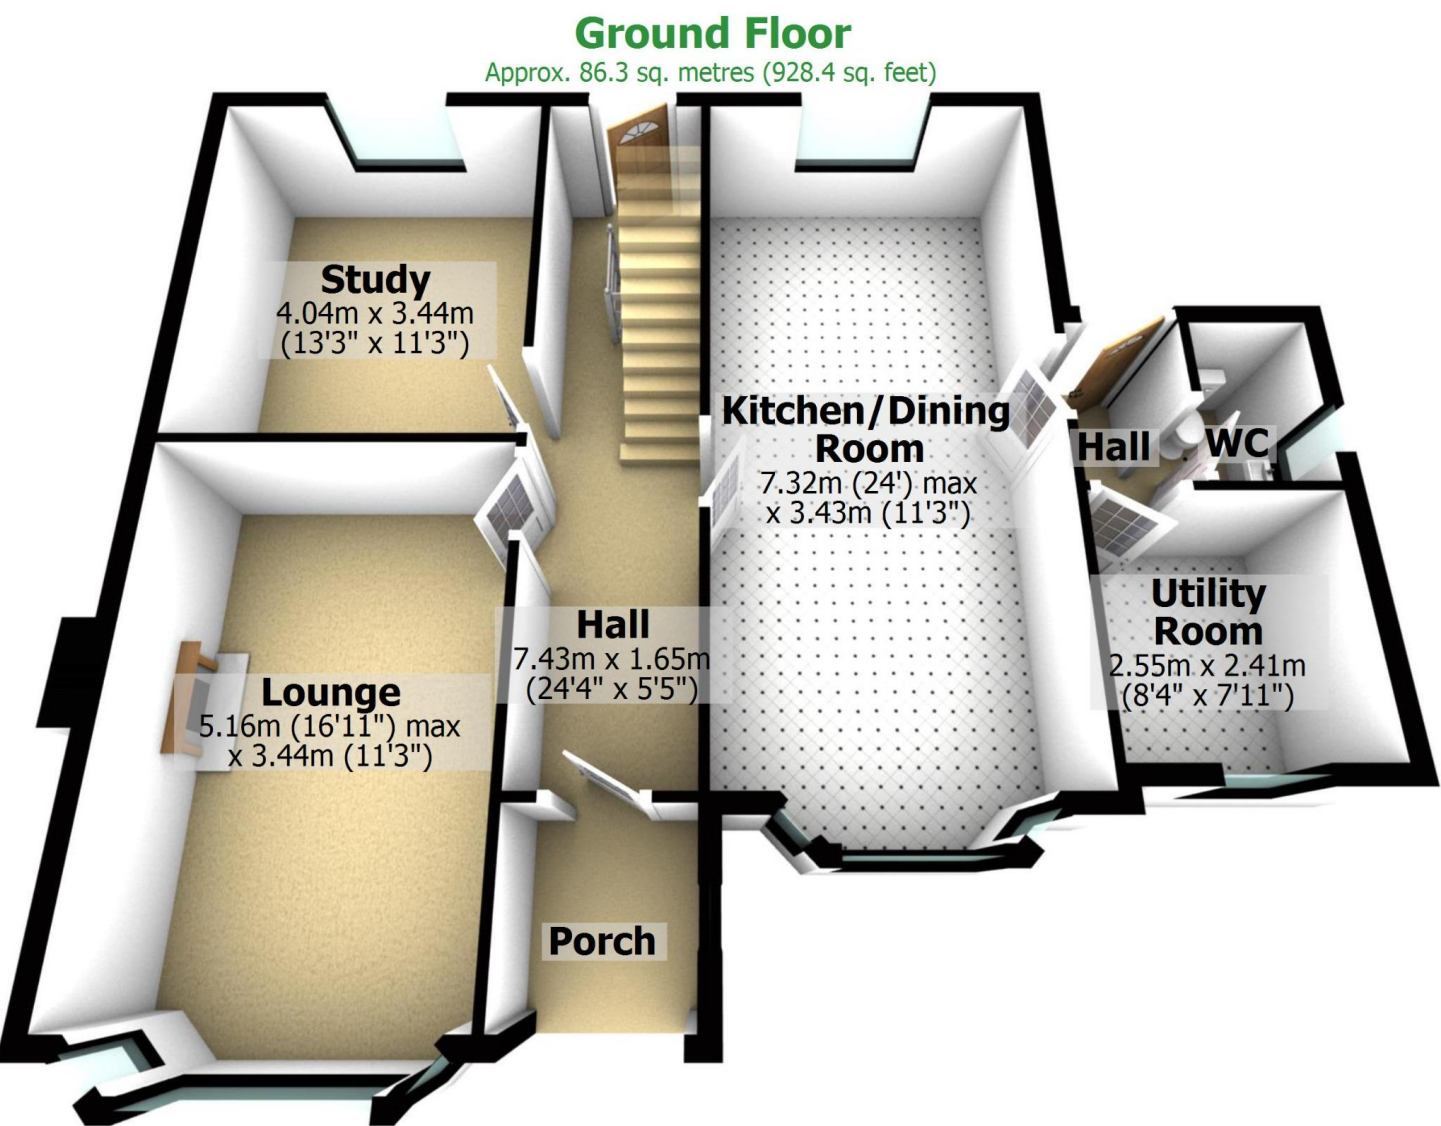 Ground Floor
Approx. 86.3 sq. metres (928.4 sq. feet)
Study
4.04m x 3.44m
(13'3" x 11'3")
Kitchen/Dining
Room
7.32m (24') max
x 3.43m (11'3")
Hall
WC
Utility
Room
2.55m x 2.41m
(8'4" x 7'11")
Hall
7.43m x 1.65m
(24'4" x 5'5")
Lounge
5.16m (16'11") max
x 3.44m (11'3")
Porch